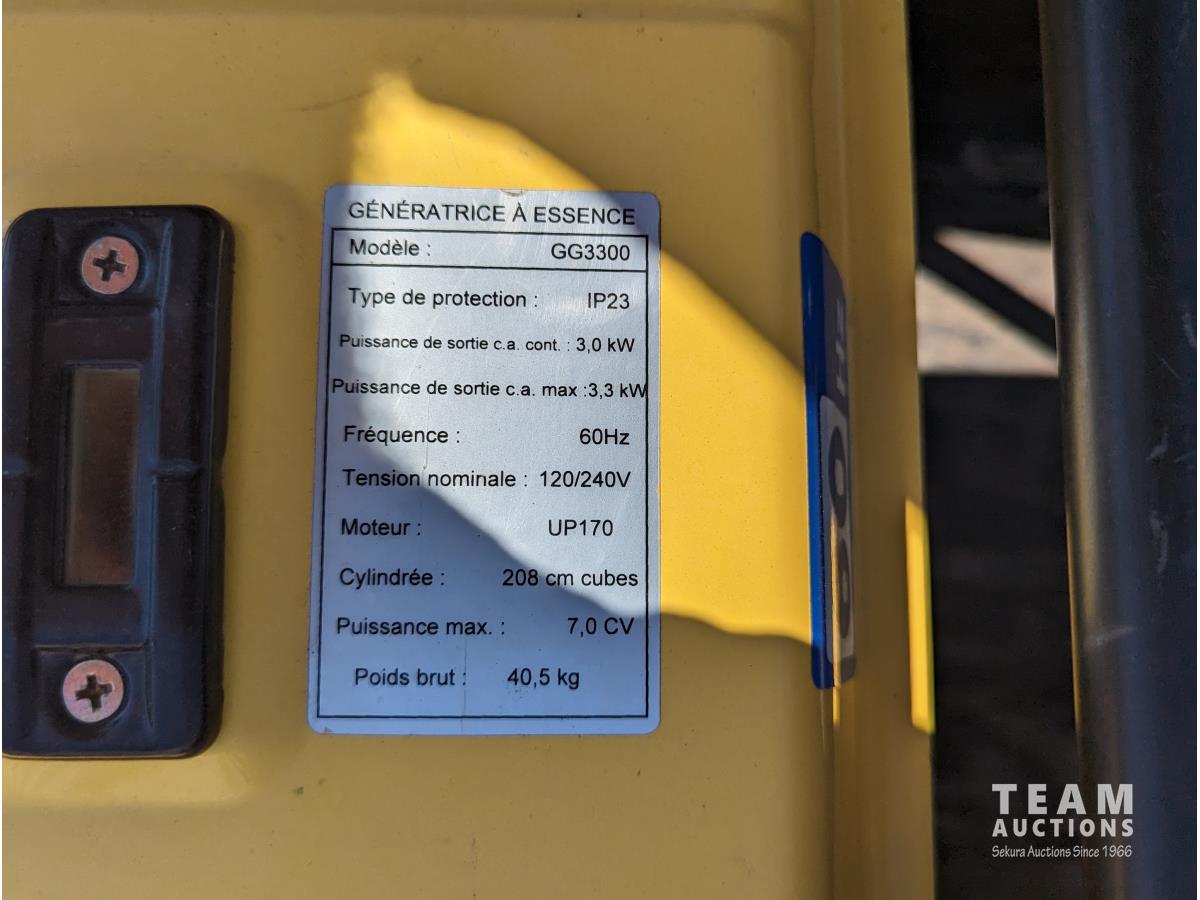 GÉNÉRATRICE À ESSENCE
Modèle : GG3300
Type de protection : IP23
Puissance de sortie c.a. cont. : 3,0 kW
Puissance de sortie c.a. max :3,3 kW
Fréquence : 60Hz
Tension nominale : 120/240V
Moteur : UP170
Cylindrée : 208 cm cubes
Puissance max. : 7,0 CV
Poids brut : 40,5 kg
TEAM
AUCTIONS
Sekura Auctions Since 1966